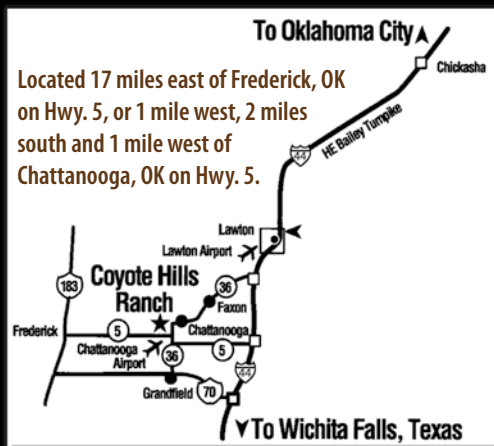 To Oklahoma City
Chickasha
Located 17 miles east of Frederick, OK
on Hwy. 5, or 1 mile west, 2 miles
south and 1 mile west of
Chattanooga, OK on Hwy. 5.
HE Bailey Turnpike
44
Lawton
Lawton Airport
183
Coyote Hills
Ranch
36
Faxon
Frederick
5
Chattanooga
Chattanooga
Airport
36
5
44
Grandfield
70
To Wichita Falls, Texas